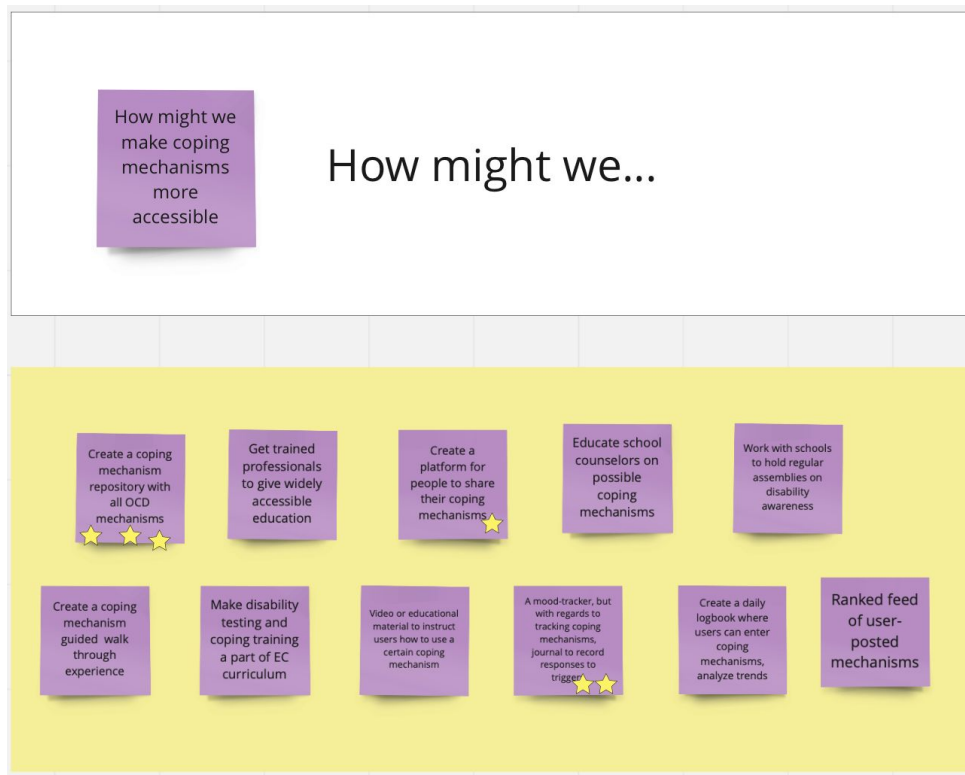 How might we
make coping
mechanisms
more
accessible
How might we...
Create a coping
mechanism
repository with
all OCD
mechanisms
Get trained
professionals
to give widely
accessible
education
Create a
platform for
people to share
their coping
mechanisms
Educate school
counselors on
possible
coping
mechanisms
Work with schools
to hold regular
assemblies on
disability
awareness
Create a coping
mechanism
guided walk
through
experience
Make disability
testing and
coping training
a part of EC
curriculum
Video or educational
material to instruct
users how to use a
certain coping
mechanism
A mood-tracker, but
with regards to
tracking coping
mechanisms,
journal to record
responses to
triggers
Create a daily
logbook where
users can enter
coping
mechanisms,
analyze trends
Ranked feed
of user-
posted
mechanisms